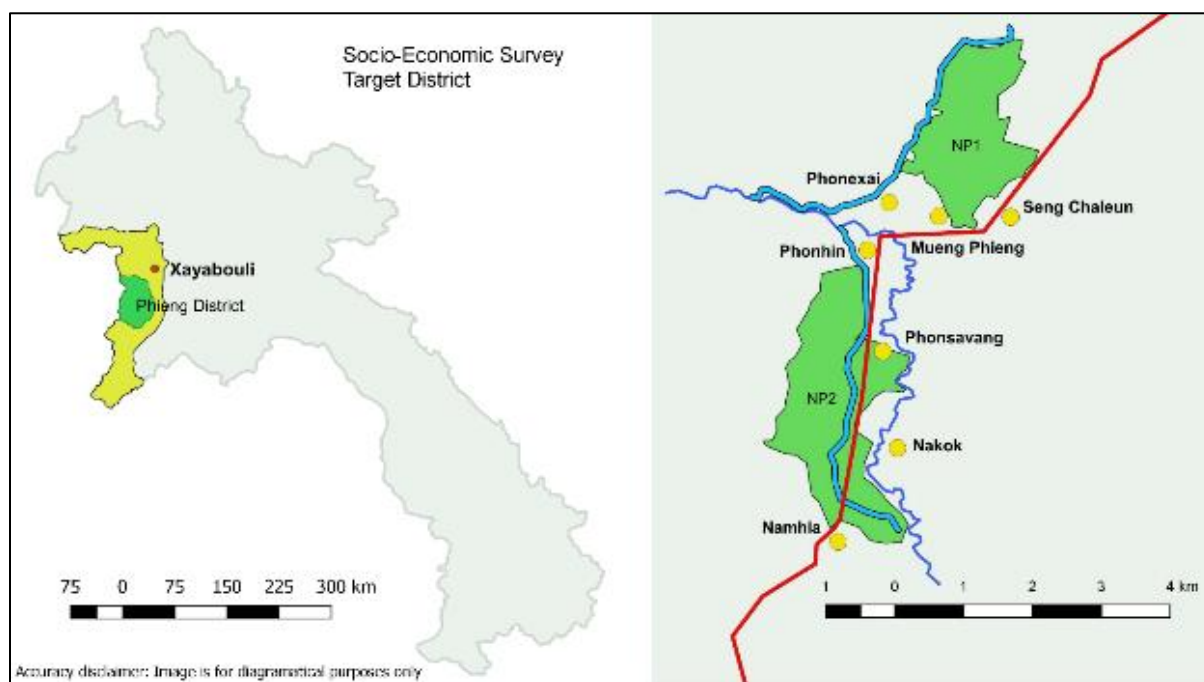 Socio-Economic Survey
Target District
Xayabouli
Phieng District
75 0 75 150 225 300 km
Accuracy disclaimer: Image is for diagramatical purposes only
NP1
Phonexai
Seng Chaleun
Phonhin
Mueng Phieng
Phonsavang
NP2
Nakok
Namhia
1 0 1 2 3 4 km